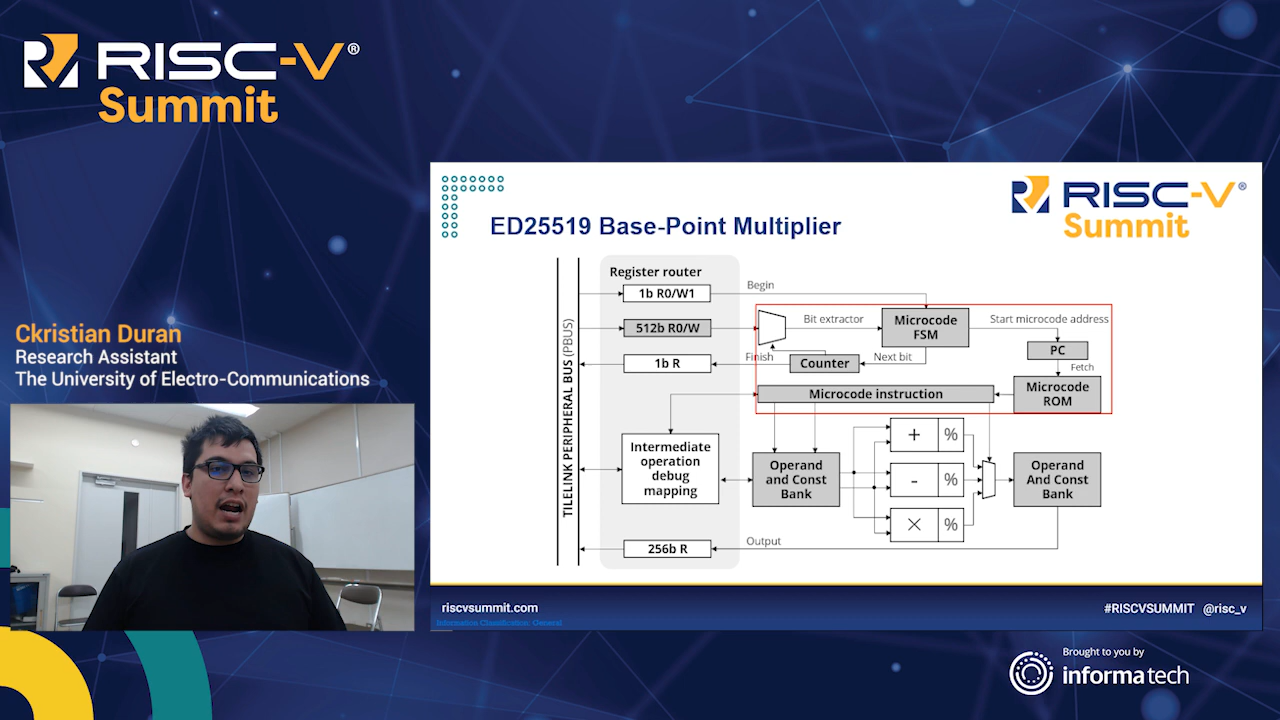 RISC-V®
Summit
Ckristian Duran
Research Assistant
The University of Electro-Communications
RISC-V®
Summit
ED25519 Base-Point Multiplier
TILELINK PERIPHERAL BUS (PBUS)
Register router
1b R0/W1
Begin
512b R0/W
Bit extractor
Microcode
FSM
Start microcode address
PC
1b R
Finish
Counter
Next bit
Fetch
Microcode
ROM
Microcode instruction
Intermediate
operation
debug
mapping
Operand
and Const
Bank
+ %
- %
× %
Operand
And Const
Bank
256b R
Output
riscvsummit.com
#RISCVSUMMIT @risc_v
Information Classification: General
Brought to you by
informa tech